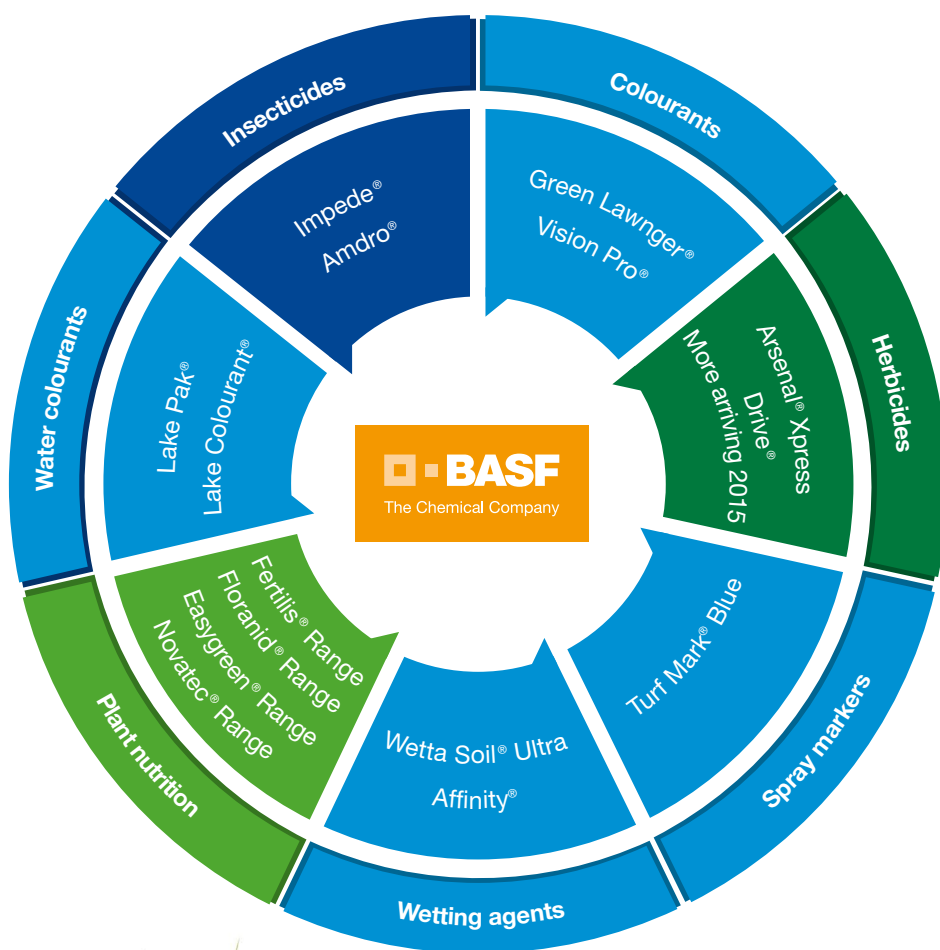 Insecticides
Impede®
Amdro®
Colourants
Green Lawnger®
Vision Pro®
Herbicides
Arsenal® Xpress
Drive®
More arriving 2015
Spray markers
Turf Mark® Blue
Wetting agents
Wetta Soil® Ultra
Affinity®
Plant nutrition
Fertilis® Range
Floranid® Range
Easygreen® Range
Novatec® Range
Water colourants
Lake Pak®
Lake Colourant®
BASF
The Chemical Company